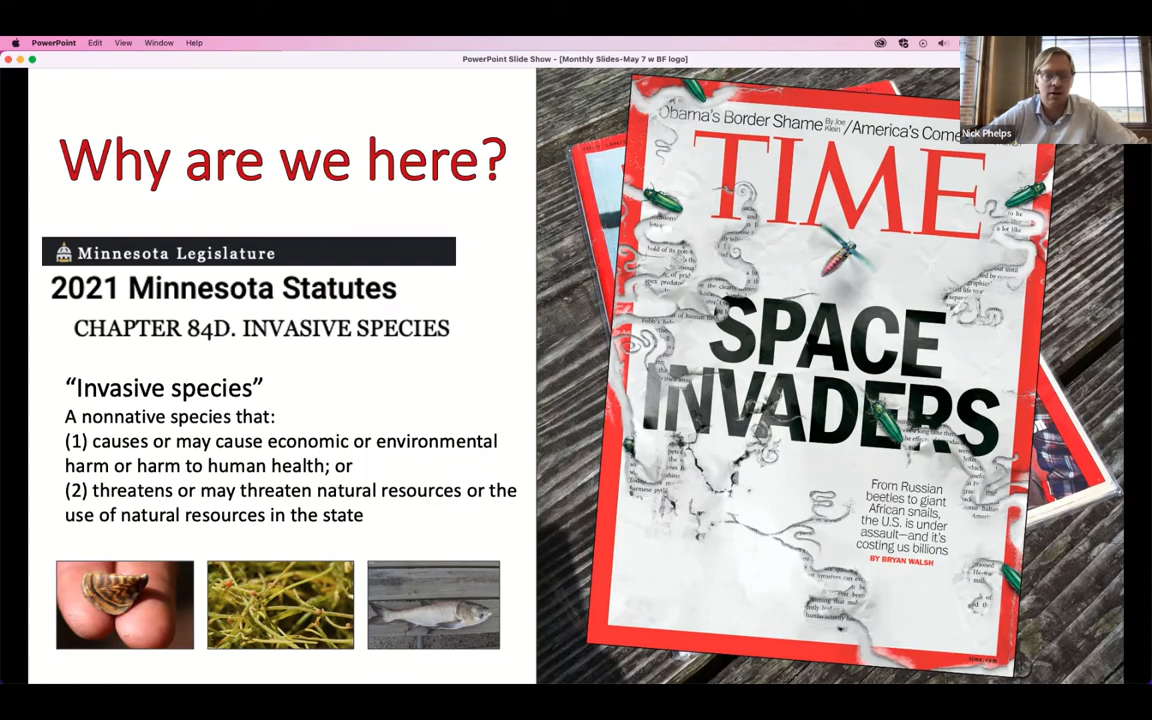 PowerPoint Edit View Window Help
PowerPoint Slide Show - [Monthly Slides-May 7 w BF logo]
Nick Phelps
Why are we here?
Minnesota Legislature
2021 Minnesota Statutes
CHAPTER 84D. INVASIVE SPECIES
“Invasive species”
A nonnative species that:
(1) causes or may cause economic or environmental
harm or harm to human health; or
(2) threatens or may threaten natural resources or the
use of natural resources in the state
Obama's Border Shame By Joe Klein / America's Come
TIME
SPACE
INVADERS
From Russian
beetles to giant
African snails,
the U.S. is under
assault—and it's
costing us billions
BY BRYAN WALSH
TIME.COM